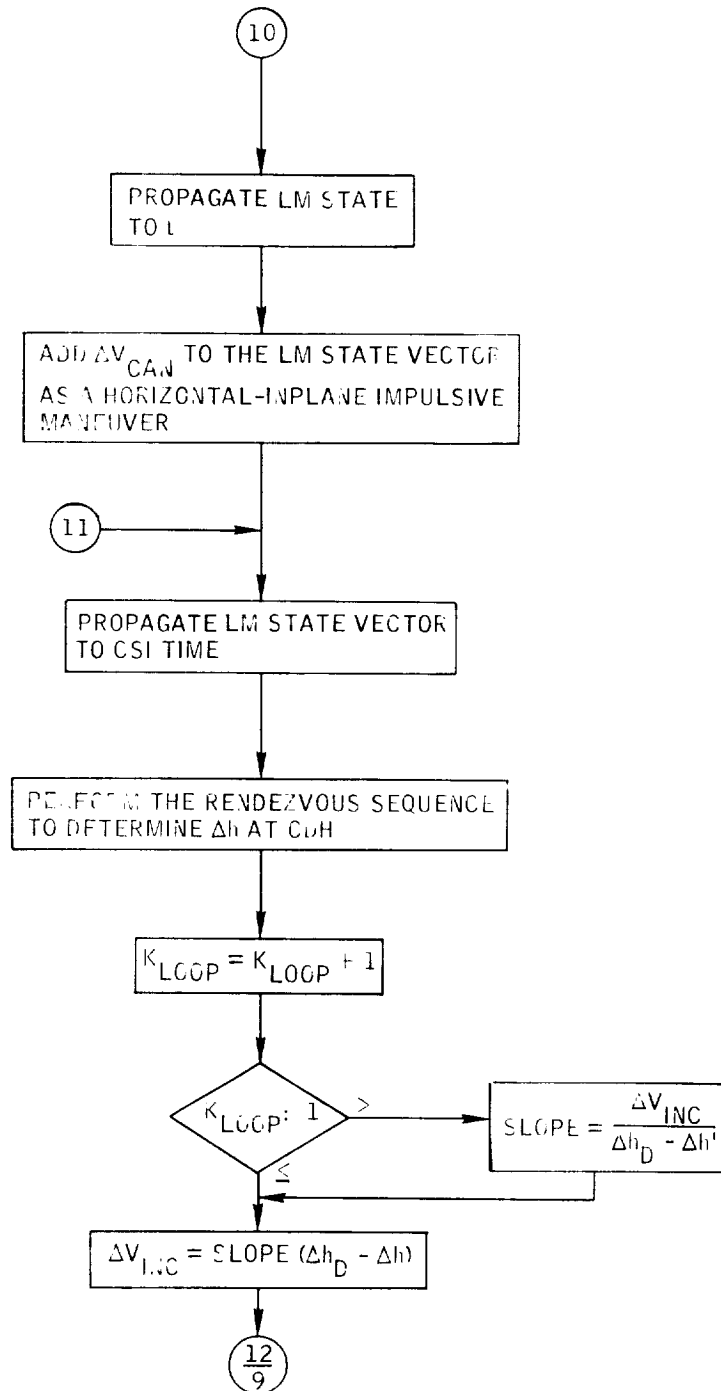 10
PROPAGATE LM STATE
TO t
ADD ΔV_CAN TO THE LM STATE VECTOR
AS A HORIZONTAL-INPLANE IMPULSIVE
MANEUVER
11
PROPAGATE LM STATE VECTOR
TO CSI TIME
PERFORM THE RENDEZVOUS SEQUENCE
TO DETERMINE Δh AT CDH
K_LOOP = K_LOOP + 1
K_LOOP: 1
>
SLOPE = ΔV_INC / Δh_D - Δh'
≤
ΔV_INC = SLOPE (Δh_D - Δh)
12
9